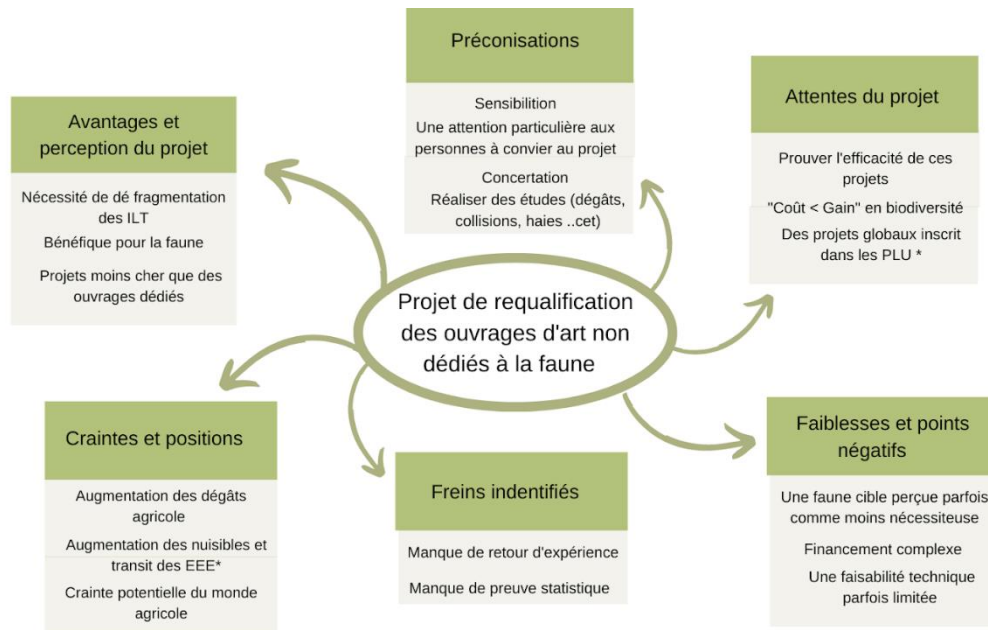 Préconisations
Sensibilition
Une attention particulière aux
personnes à convier au projet
Concertation
Réaliser des études (dégâts,
collisions, haies ..cet)
Avantages et
perception du projet
Nécessité de dé fragmentation
des ILT
Bénéfique pour la faune
Projets moins cher que des
ouvrages dédiés
Attentes du projet
Prouver l'efficacité de ces
projets
"Coût < Gain" en biodiversité
Des projets globaux inscrit
dans les PLU *
Projet de requalification
des ouvrages d'art non
dédiés à la faune
Craintes et positions
Augmentation des dégâts
agricole
Augmentation des nuisibles et
transit des EEE*
Crainte potentielle du monde
agricole
Freins indentifiés
Manque de retour d'expérience
Manque de preuve statistique
Faiblesses et points
négatifs
Une faune cible perçue parfois
comme moins nécessiteuse
Financement complexe
Une faisabilité technique
parfois limitée